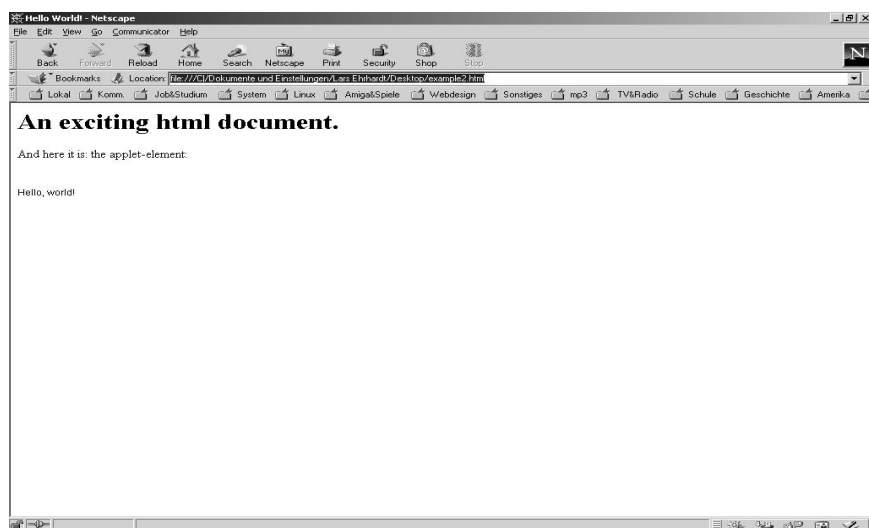 Hello World! - Netscape
File Edit View Go Communicator Help
Back Forward Reload Home Search Netscape Print Security Shop Stop
My
N
Bookmarks Location: file:///C|/Dokumente und Einstellungen/Lars Ehrhardt/Desktop/example2.html
Lokal Komm. Job&Studium System Linux Amiga&Spiele Webdesign Sonstiges mp3 TV&Radio Schule Geschichte Amerika
An exciting html document.
And here it is: the applet-element:
Hello, world!